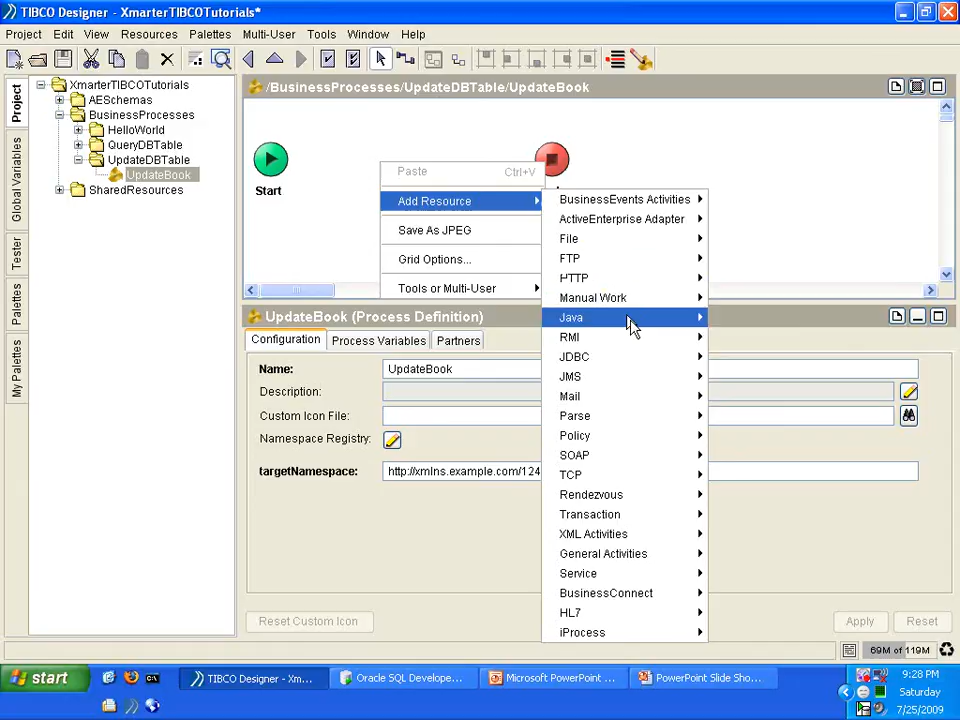 TIBCO Designer - XmarterTIBCOTutorials*
Project Edit View Resources Palettes Multi-User Tools Window Help
Project
Global Variables
Tester
Palettes
My Palettes
XmarterTIBCOTutorials
AESchemas
BusinessProcesses
HelloWorld
QueryDBTable
UpdateDBTable
UpdateBook
SharedResources
/BusinessProcesses/UpdateDBTable/UpdateBook
Start
Paste Ctrl+V
Add Resource
Save As JPEG
Grid Options...
Tools or Multi-User
BusinessEvents Activities
ActiveEnterprise Adapter
File
FTP
HTTP
Manual Work
Java
RMI
JDBC
JMS
Mail
Parse
Policy
SOAP
TCP
Rendezvous
Transaction
XML Activities
General Activities
Service
BusinessConnect
HL7
iProcess
UpdateBook (Process Definition)
Configuration Process Variables Partners
Name: UpdateBook
Description:
Custom Icon File:
Namespace Registry:
targetNamespace: http://xmlns.example.com/124
Reset Custom Icon Apply Reset
69M of 119M
start TIBCO Designer - Xm... Oracle SQL Develope... Microsoft PowerPoint ... PowerPoint Slide Sho...
9:28 PM
Saturday
7/25/2009